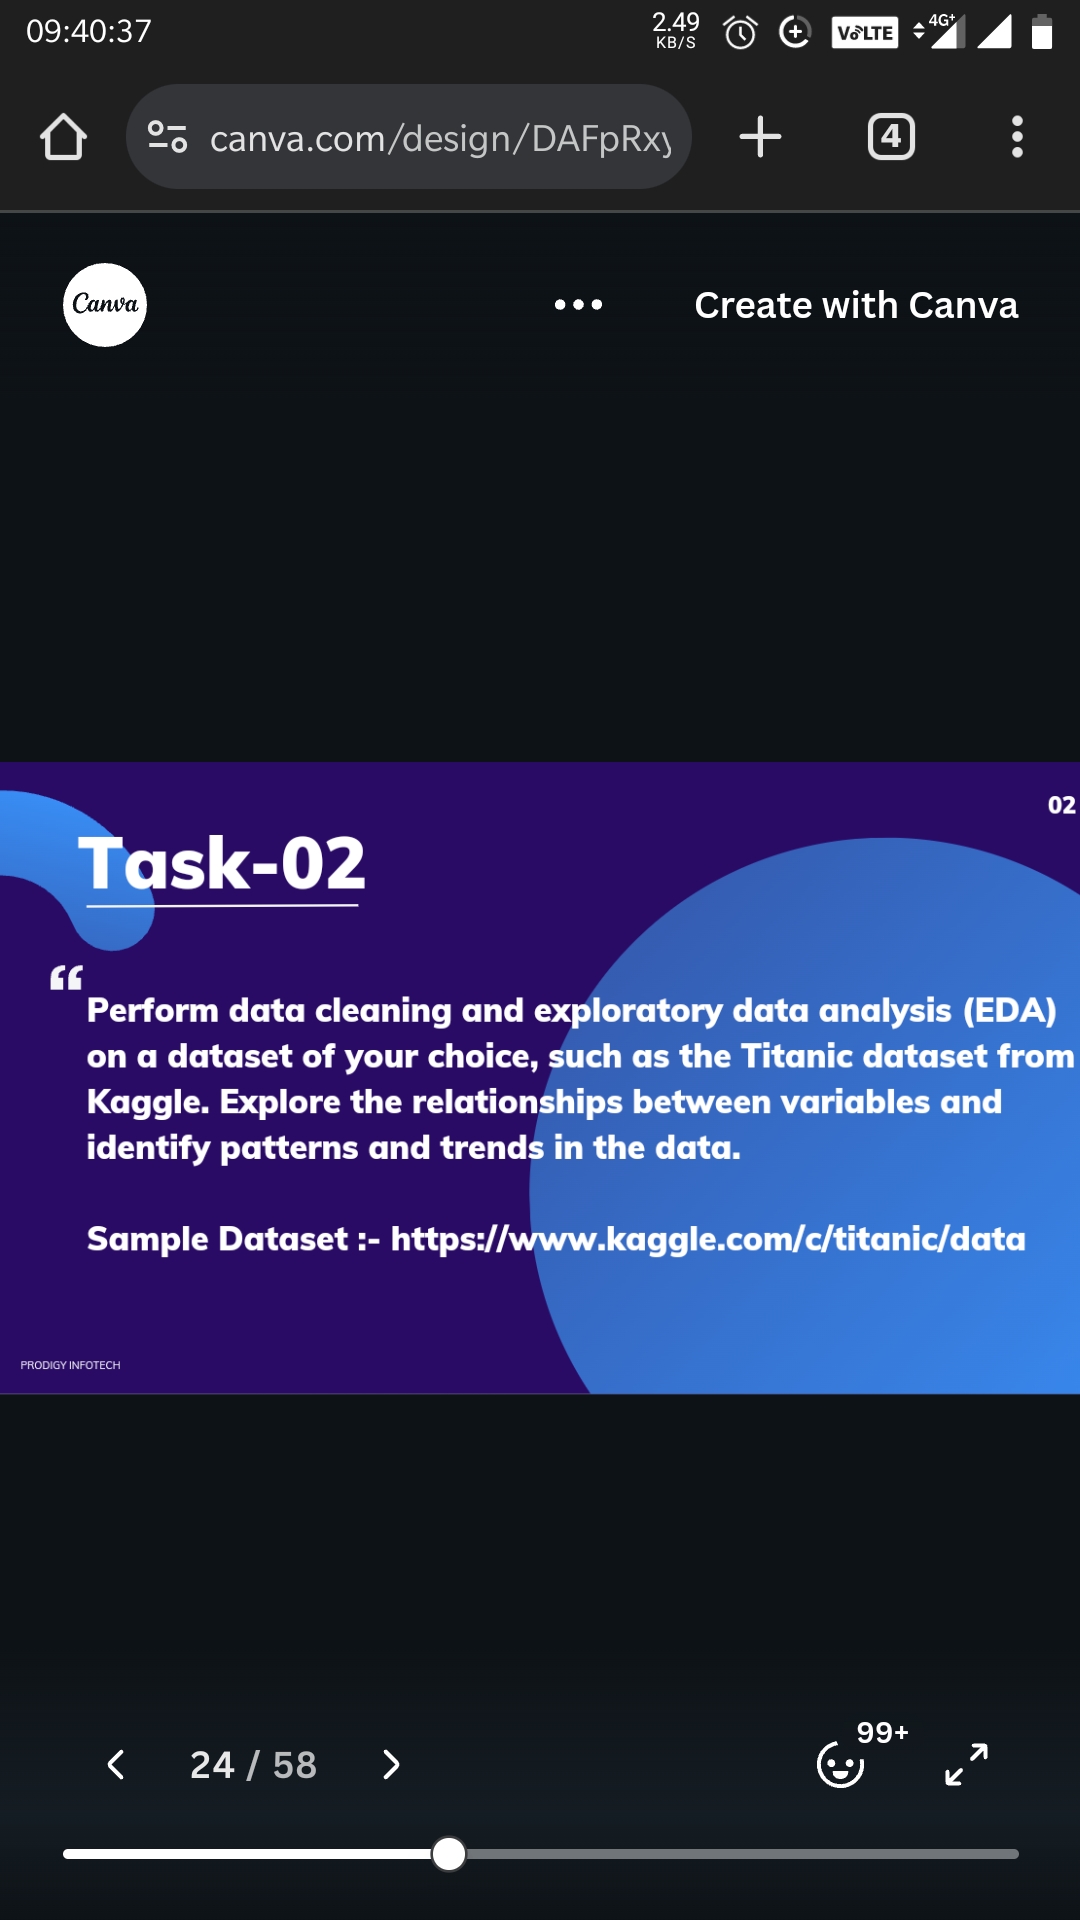 09:40:37
2.49
KB/S
VoLTE
4G+
canva.com/design/DAFpRxy
4
Canva
Create with Canva
02
Task-02
“
Perform data cleaning and exploratory data analysis (EDA)
on a dataset of your choice, such as the Titanic dataset from
Kaggle. Explore the relationships between variables and
identify patterns and trends in the data.
Sample Dataset :- https://www.kaggle.com/c/titanic/data
PRODIGY INFOTECH
99+
24 / 58